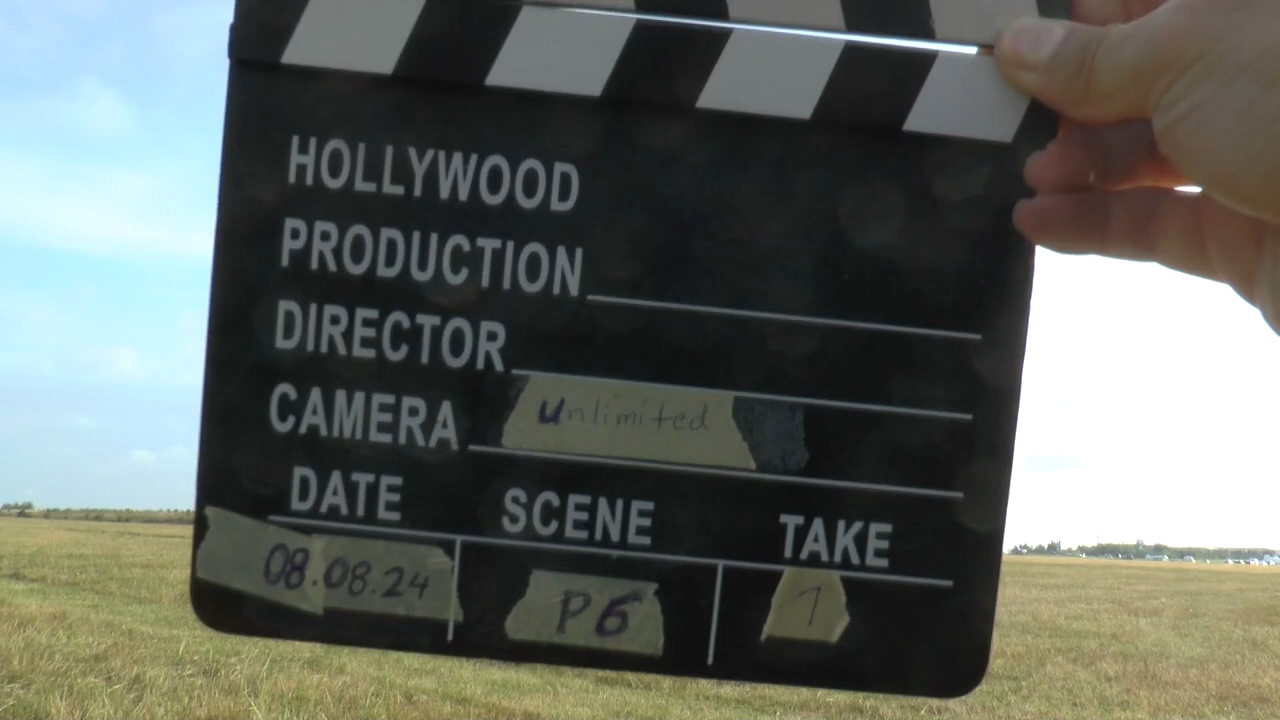 HOLLYWOOD
PRODUCTION
DIRECTOR
CAMERA unlimited
DATE SCENE TAKE
08.08.24 P6 1